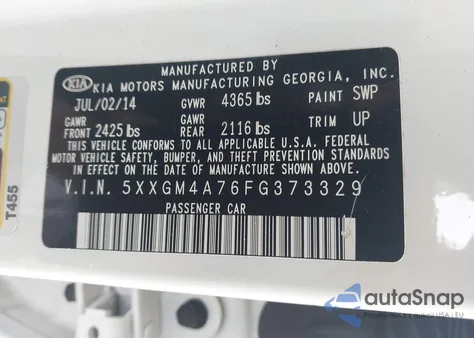 MANUFACTURED BY
KIA KIA MOTORS MANUFACTURING GEORGIA, INC.
JUL/02/14 GVWR 4365 lbs PAINT SWP
GAWR FRONT 2425 lbs GAWR REAR 2116 lbs TRIM UP
THIS VEHICLE CONFORMS TO ALL APPLICABLE U.S.A. FEDERAL
MOTOR VEHICLE SAFETY, BUMPER, AND THEFT PREVENTION STANDARDS
IN EFFECT ON THE DATE OF MANUFACTURE SHOWN ABOVE.
V.I.N. 5XXGM4A76FG373329
PASSENGER CAR
T455
autoSnap